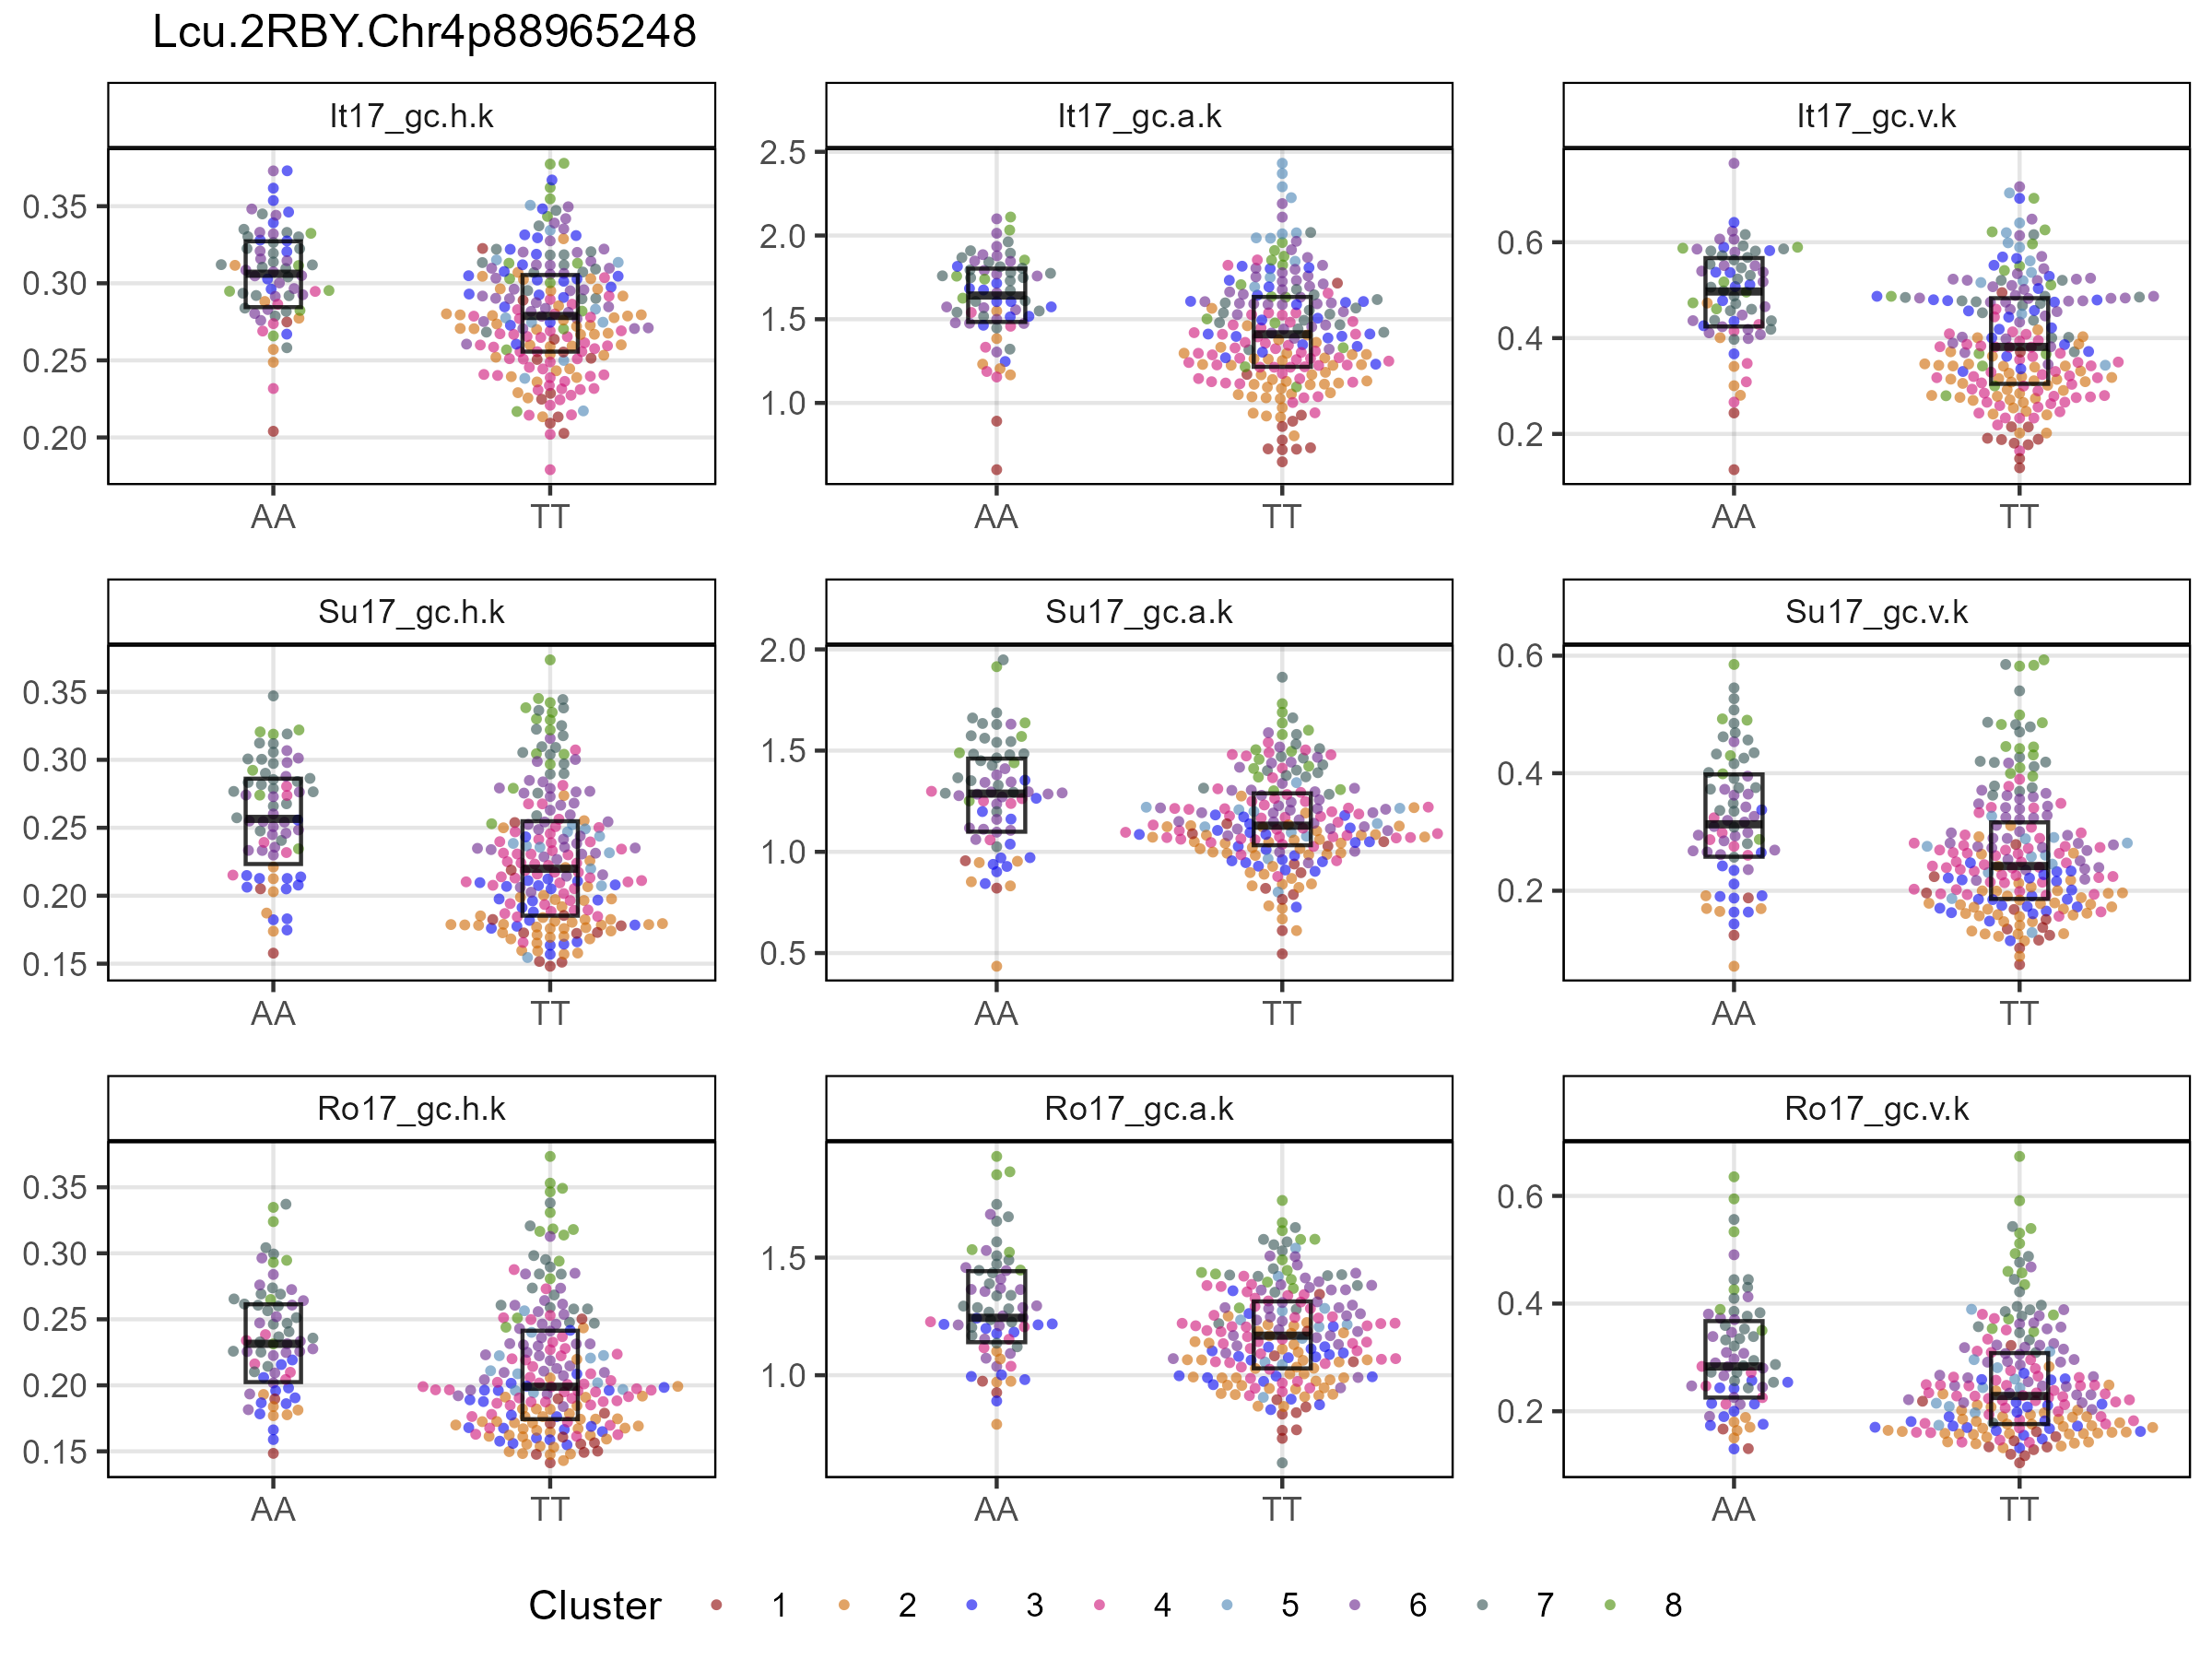 Lcu.2RBY.Chr4p88965248
It17_gc.h.k
It17_gc.a.k
It17_gc.v.k
0.35
0.30
0.25
0.20
2.5
2.0
1.5
1.0
0.6
0.4
0.2
AA TT
AA TT
AA TT
Su17_gc.h.k
Su17_gc.a.k
Su17_gc.v.k
0.35
0.30
0.25
0.20
0.15
2.0
1.5
1.0
0.5
0.6
0.4
0.2
AA TT
AA TT
AA TT
Ro17_gc.h.k
Ro17_gc.a.k
Ro17_gc.v.k
0.35
0.30
0.25
0.20
0.15
1.5
1.0
0.6
0.4
0.2
AA TT
AA TT
AA TT
Cluster 1 2 3 4 5 6 7 8